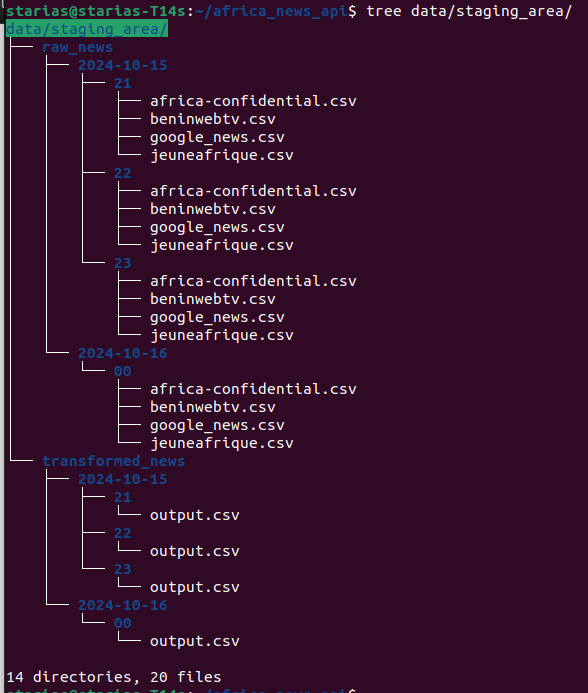 starias@starias-T14s:~/africa_news_api$ tree data/staging_area/
data/staging_area/
├── raw_news
│   ├── 2024-10-15
│   │   ├── 21
│   │   │   ├── africa-confidential.csv
│   │   │   ├── beninwebtv.csv
│   │   │   ├── google_news.csv
│   │   │   └── jeuneafrique.csv
│   │   ├── 22
│   │   │   ├── africa-confidential.csv
│   │   │   ├── beninwebtv.csv
│   │   │   ├── google_news.csv
│   │   │   └── jeuneafrique.csv
│   │   └── 23
│   │       ├── africa-confidential.csv
│   │       ├── beninwebtv.csv
│   │       ├── google_news.csv
│   │       └── jeuneafrique.csv
│   └── 2024-10-16
│       └── 00
│           ├── africa-confidential.csv
│           ├── beninwebtv.csv
│           ├── google_news.csv
│           └── jeuneafrique.csv
└── transformed_news
    ├── 2024-10-15
    │   ├── 21
    │   │   └── output.csv
    │   ├── 22
    │   │   └── output.csv
    │   └── 23
    │       └── output.csv
    └── 2024-10-16
        └── 00
            └── output.csv

14 directories, 20 files
starias@starias-T14s:~/africa_news_api$